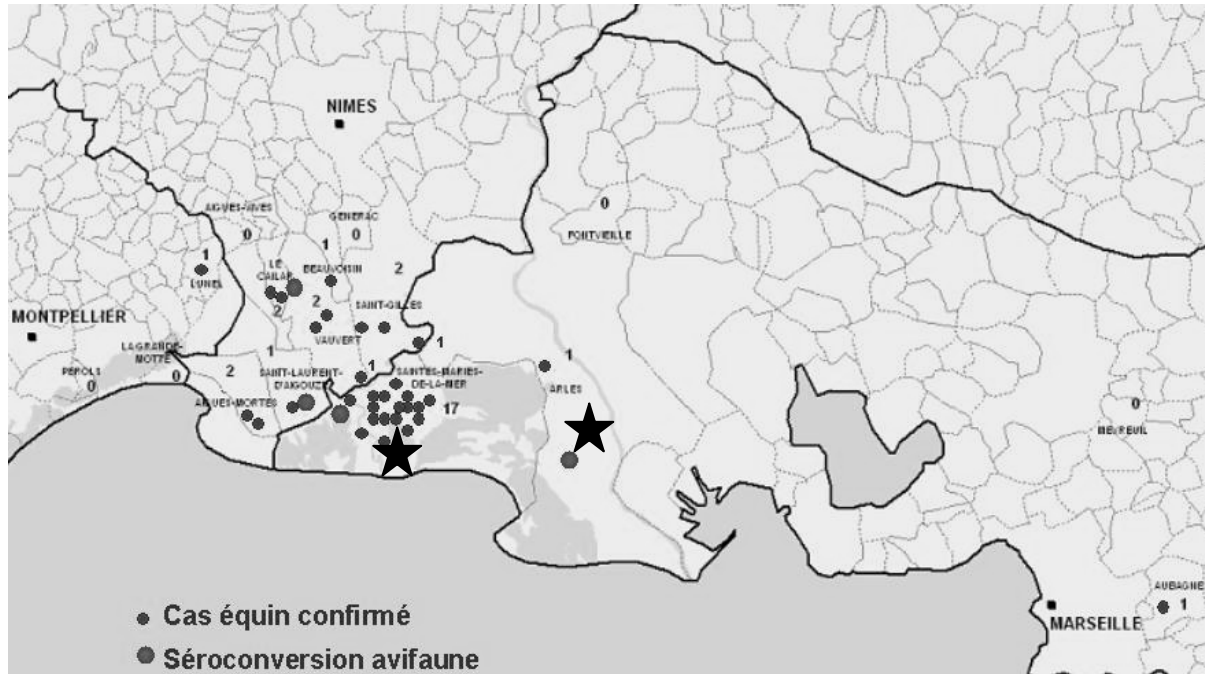 NIMES
AIGUES-VIVES
0
GENERAC
0
0
FONTVIEILLE
1
LUNEL
LE
CAILAR
2
1
BEAUVOISIN
2
2
VAUVERT
SAINT-GILLES
1
MONTPELLIER
LA GRANDE-
MOTTE
0
PEROLS
0
2
1
SAINT-LAURENT-
D'AIGOUZE
AIGUES-MORTES
1
SAINTES-MARIES-
DE-LA-MER
17
1
ARLES
0
MEYREUIL
AUBAGNE
1
MARSEILLE
Cas équin confirmé
Séroconversion avifaune